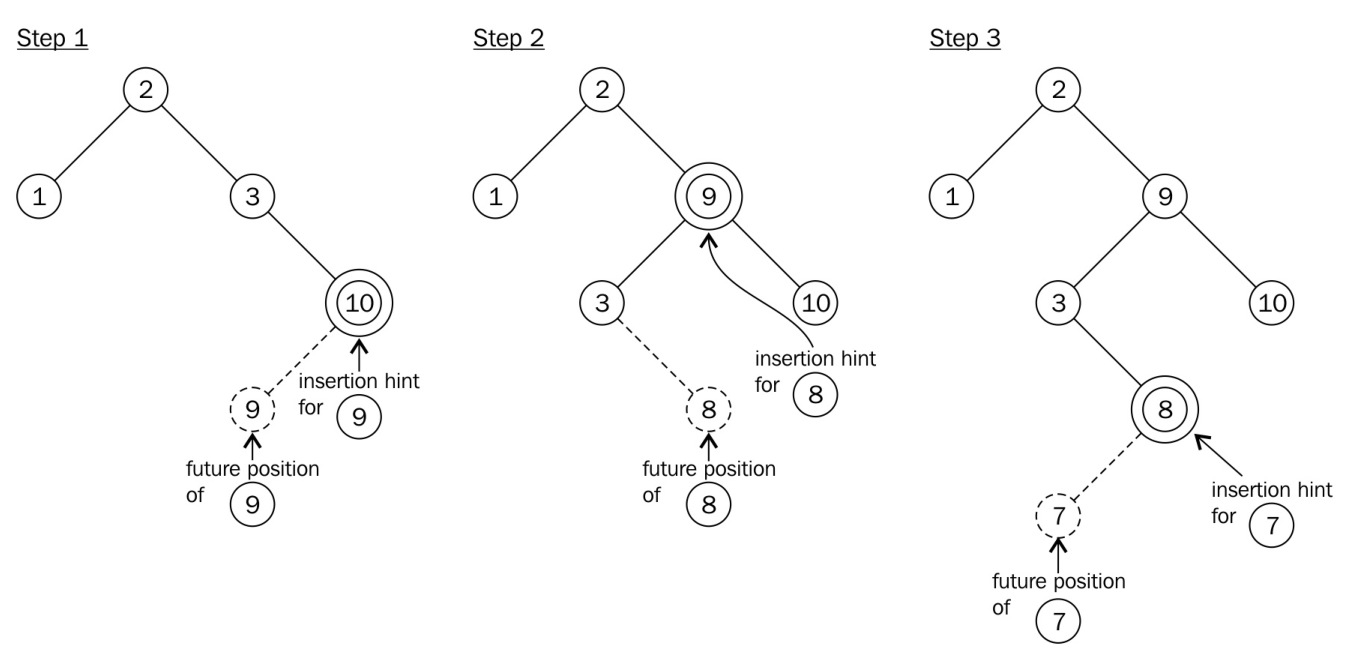 Step 1
2
1
3
10
9
insertion hint
for 9
future position
of 9
Step 2
2
1
9
3
10
8
insertion hint
for 8
future position
of 8
Step 3
2
1
9
3
10
8
7
insertion hint
for 7
future position
of 7